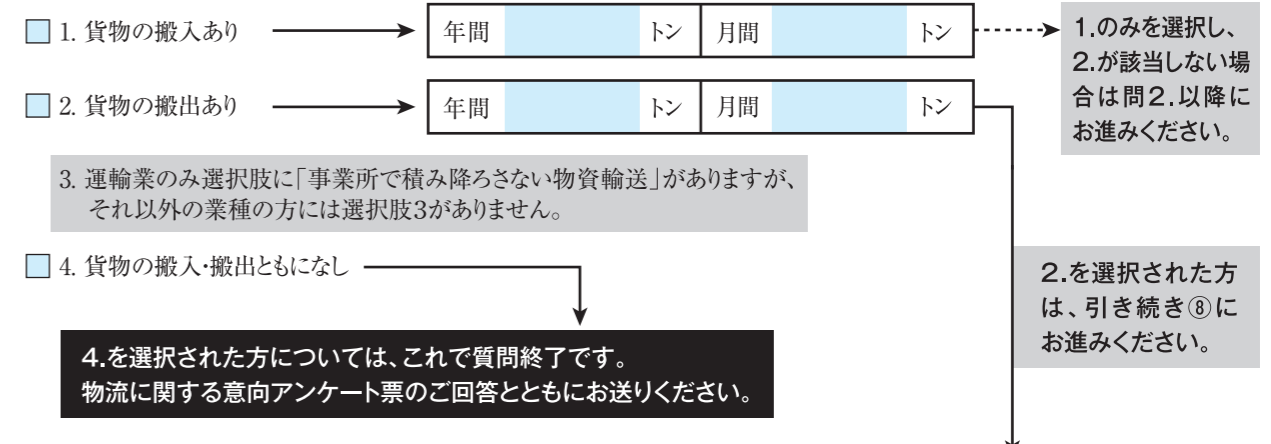 1. 貨物の搬入あり
年間 トン 月間 トン
1.のみを選択し、
2.が該当しない場
合は問2.以降に
お進みください。
2. 貨物の搬出あり
年間 トン 月間 トン
3. 運輸業のみ選択肢に「事業所で積み降ろさない物資輸送」がありますが、
それ以外の業種の方には選択肢3がありません。
4. 貨物の搬入・搬出ともになし
2.を選択された方
は、引き続き⑧に
お進みください。
4.を選択された方については、これで質問終了です。
物流に関する意向アンケート票のご回答とともにお送りください。